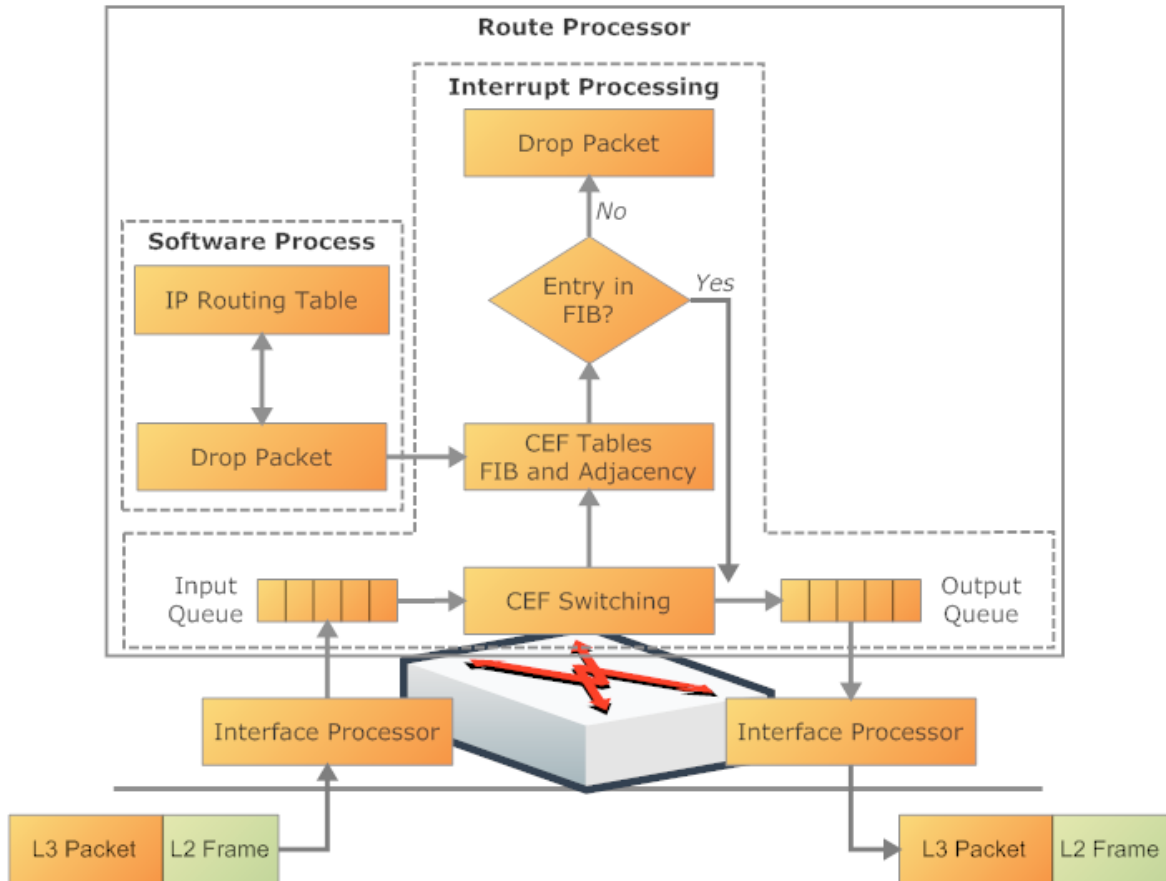 Route Processor
Interrupt Processing
Drop Packet
No
Software Process
IP Routing Table
Entry in
FIB?
Yes
Drop Packet
CEF Tables
FIB and Adjacency
Input
Queue
CEF Switching
Output
Queue
Interface Processor
Interface Processor
L3 Packet
L2 Frame
L3 Packet
L2 Frame